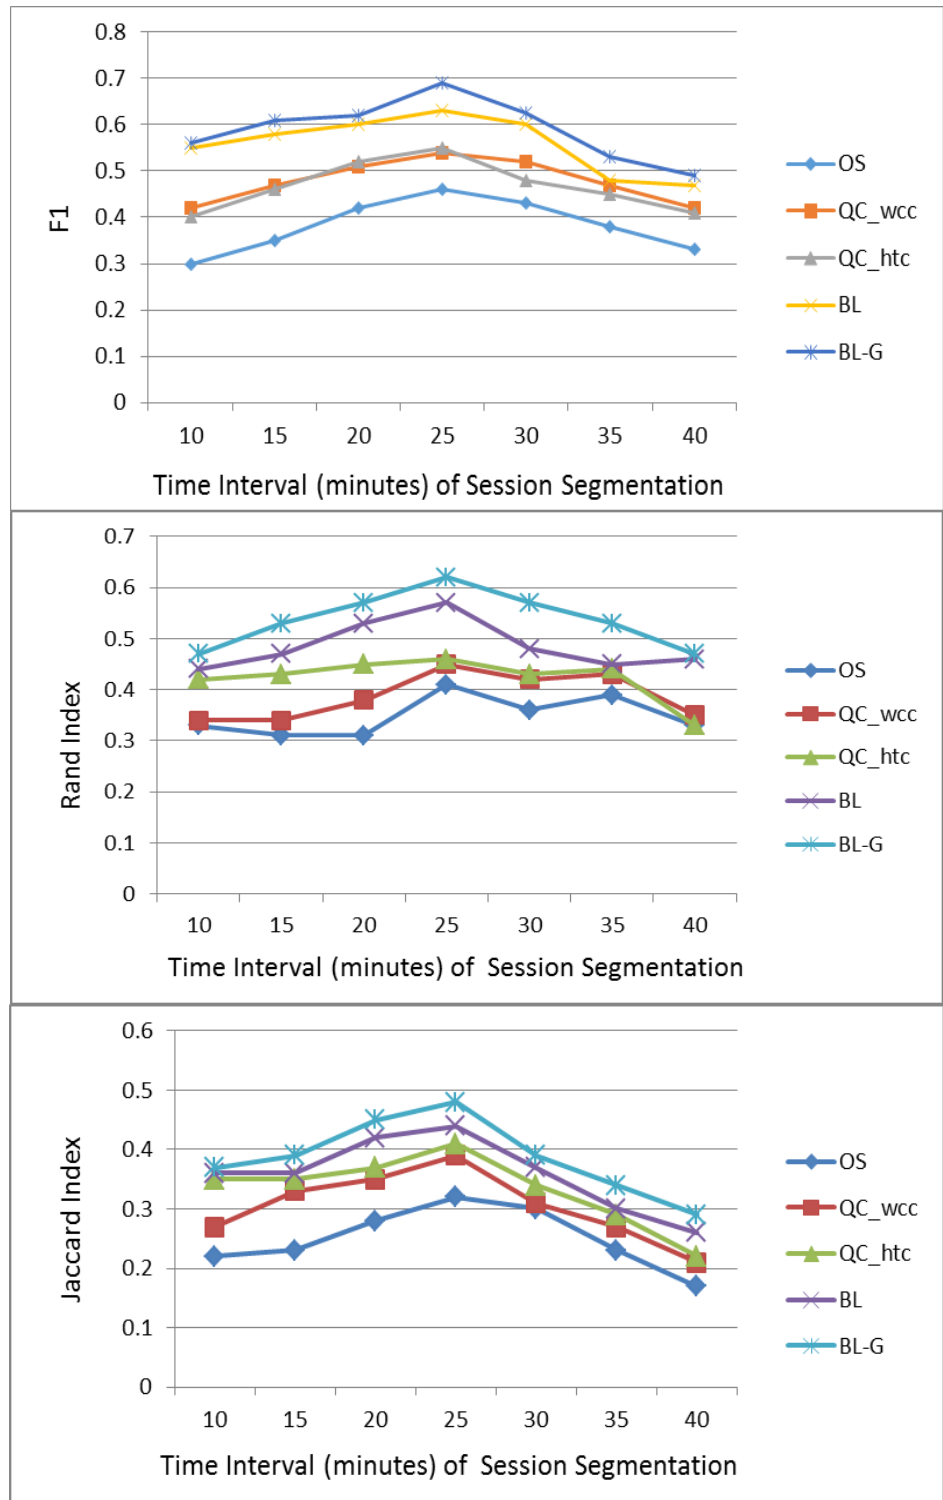 0.8
0.7
0.6
0.5
0.4
0.3
0.2
0.1
0
F1
10 15 20 25 30 35 40
Time Interval (minutes) of Session Segmentation
OS
QC_wcc
QC_htc
BL
BL-G
0.7
0.6
0.5
0.4
0.3
0.2
0.1
0
Rand Index
10 15 20 25 30 35 40
Time Interval (minutes) of Session Segmentation
OS
QC_wcc
QC_htc
BL
BL-G
0.6
0.5
0.4
0.3
0.2
0.1
0
Jaccard Index
10 15 20 25 30 35 40
Time Interval (minutes) of Session Segmentation
OS
QC_wcc
QC_htc
BL
BL-G